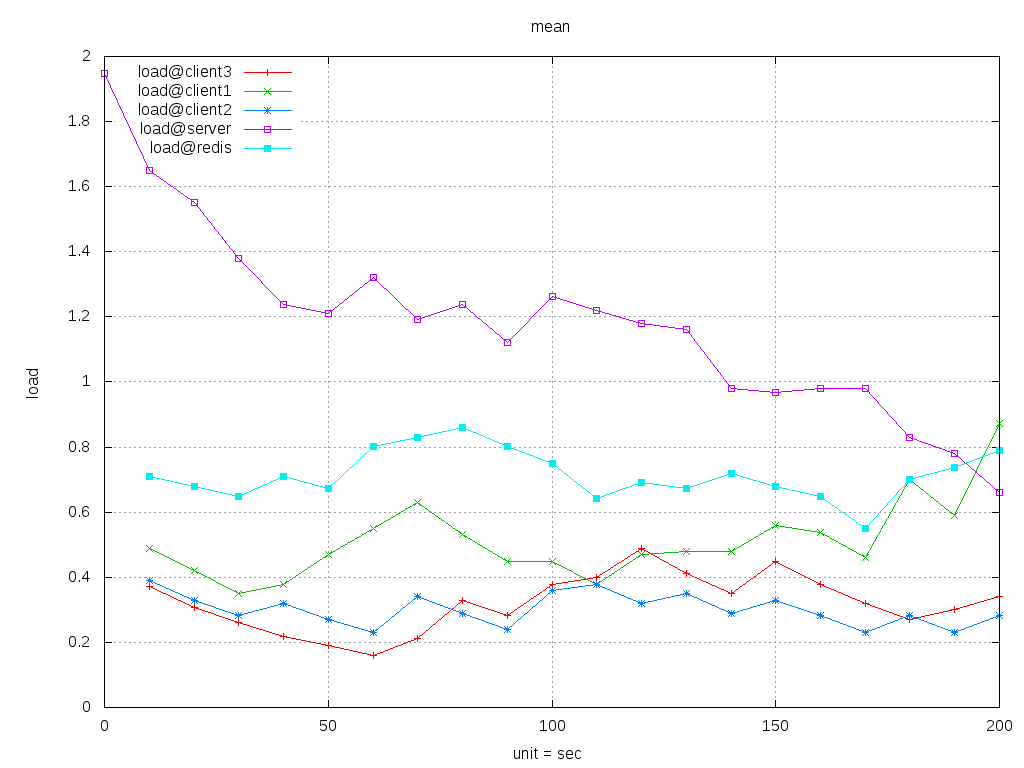 mean
2
1.8
1.6
1.4
1.2
1
0.8
0.6
0.4
0.2
0
load
load@client3
load@client1
load@client2
load@server
load@redis
0 50 100 150 200
unit = sec